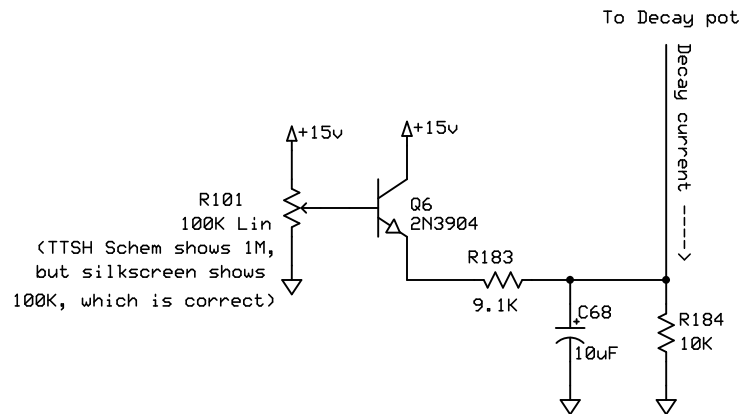 To Decay pot
Decay current ---->
+15v
+15v
R101
100K Lin
(TTSH Schem shows 1M,
but silkscreen shows
100K, which is correct)
Q6
2N3904
R183
9.1K
+
C68
10uF
R184
10K